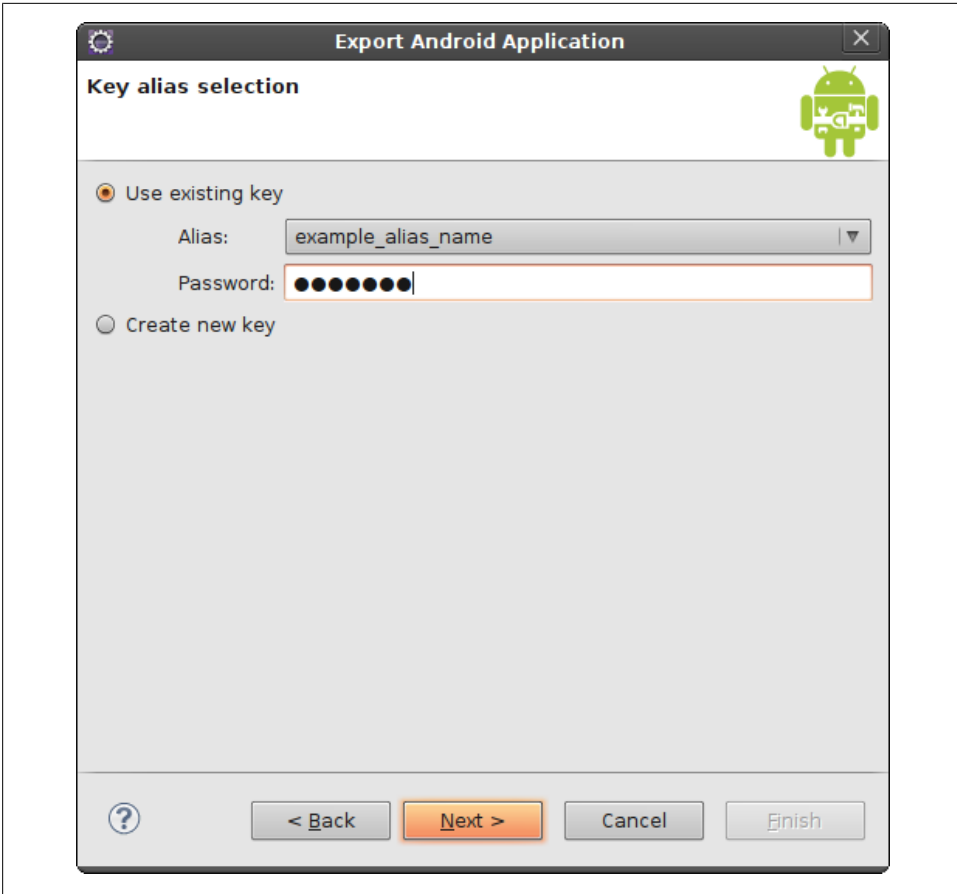 Export Android Application
Key alias selection
Use existing key
Alias: example_alias_name
Password: ●●●●●●●
Create new key
< Back Next > Cancel Finish